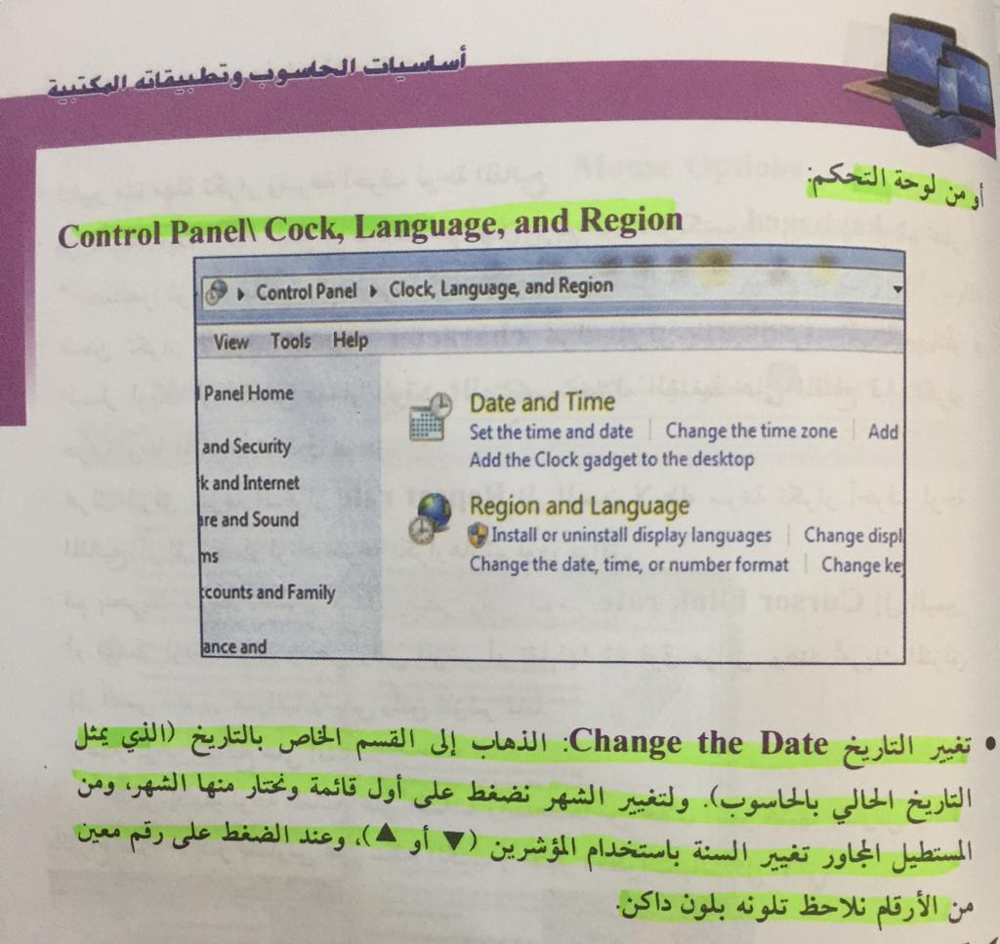 أساسيات الحاسوب وتطبيقاته المكتبية
أو من لوحة التحكم:
Control Panel\ Cock, Language, and Region
Control Panel Clock, Language, and Region
View Tools Help
Panel Home
and Security
k and Internet
are and Sound
ms
counts and Family
ance and
Date and Time
Set the time and date | Change the time zone | Add
Add the Clock gadget to the desktop
Region and Language
Install or uninstall display languages | Change displ
Change the date, time, or number format | Change ke
• تغيير التاريخ Change the Date: الذهاب إلى القسم الخاص بالتاريخ (الذي يمثل
التاريخ الحالي بالحاسوب). ولتغيير الشهر نضغط على أول قائمة ونختار منها الشهر، ومن
المستطيل المجاور تغيير السنة باستخدام المؤشرين (▼ أو ▲)، وعند الضغط على رقم معين
من الأرقام نلاحظ تلونه بلون داكن.